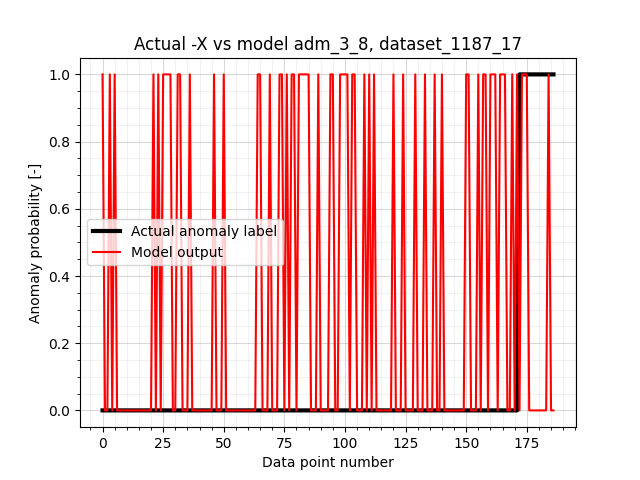 Actual -X vs model adm_3_8, dataset_1187_17
Anomaly probability [-]
1.0
0.8
0.6
0.4
0.2
0.0
Actual anomaly label
Model output
0 25 50 75 100 125 150 175
Data point number